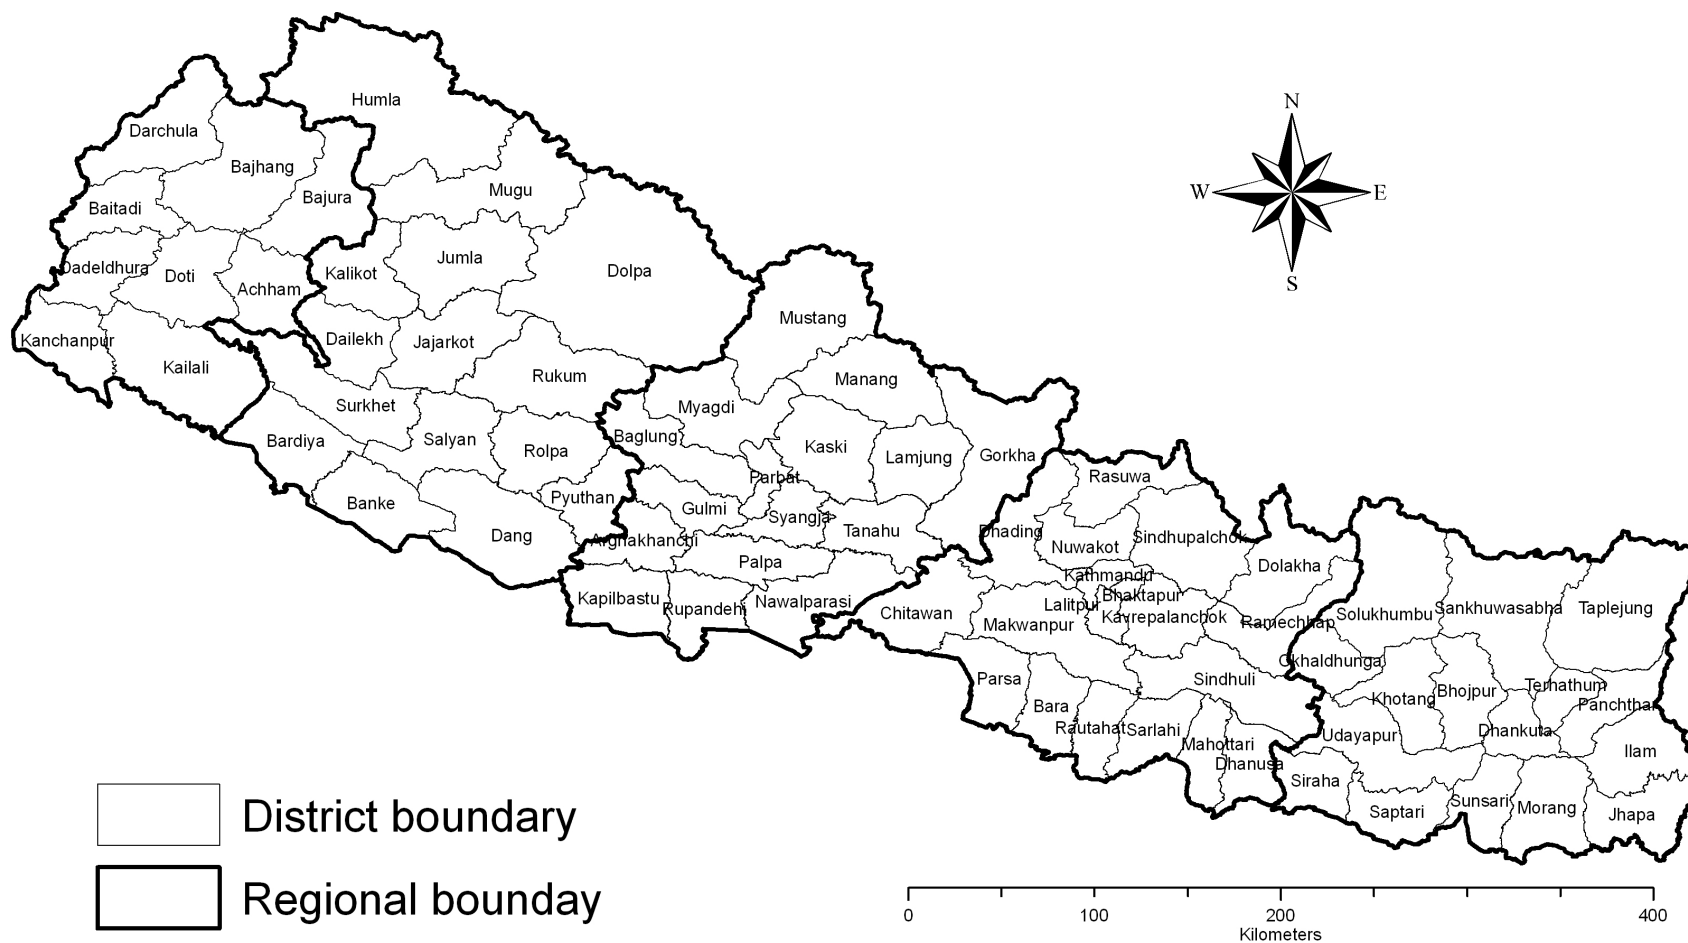 N
W
E
S
Humla
Darchula
Bajhang
Mugu
Bajura
Baitadi
Dadeldhura
Doti
Achham
Kalikot
Jumla
Dolpa
Mustang
Kanchanpur
Kailali
Dailekh
Jajarkot
Rukum
Manang
Surkhet
Myagdi
Bardiya
Salyan
Rolpa
Baglung
Kaski
Lamjung
Gorkha
Rasuwa
Parbat
Banke
Pyuthan
Gulmi
Syangja
Tanahu
Dhading
Dang
Arghakhanchi
Nuwakot
Sindhupalchok
Palpa
Dolakha
Kathmandu
Kapilbastu
Rupandehi
Nawalparasi
Chitawan
Lalitpur
Bhaktapur
Makwanpur
Kavrepalanchok
Ramechhap
Solukhumbu
Sankhuwasabha
Taplejung
Okhaldhunga
Parsa
Sindhuli
Khotang
Bhojpur
Terhathum
Panchthar
Bara
Rautahat
Sarlahi
Mahottari
Dhanusa
Udayapur
Dhankuta
Ilam
Siraha
Saptari
Sunsari
Morang
Jhapa
District boundary
Regional bounday
0 100 200 400
Kilometers